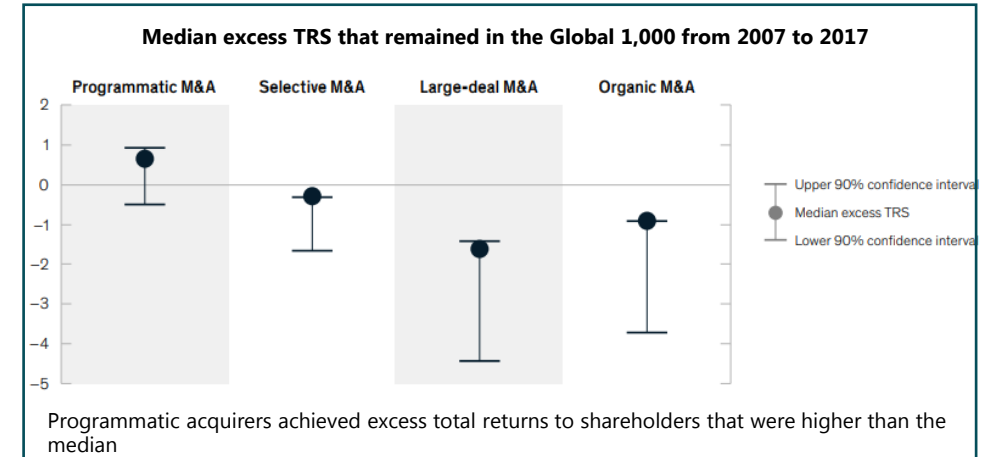 Median excess TRS that remained in the Global 1,000 from 2007 to 2017
Programmatic M&A Selective M&A Large-deal M&A Organic M&A
2
1
0
−1
−2
−3
−4
−5
Upper 90% confidence interval
Median excess TRS
Lower 90% confidence interval
Programmatic acquirers achieved excess total returns to shareholders that were higher than the
median